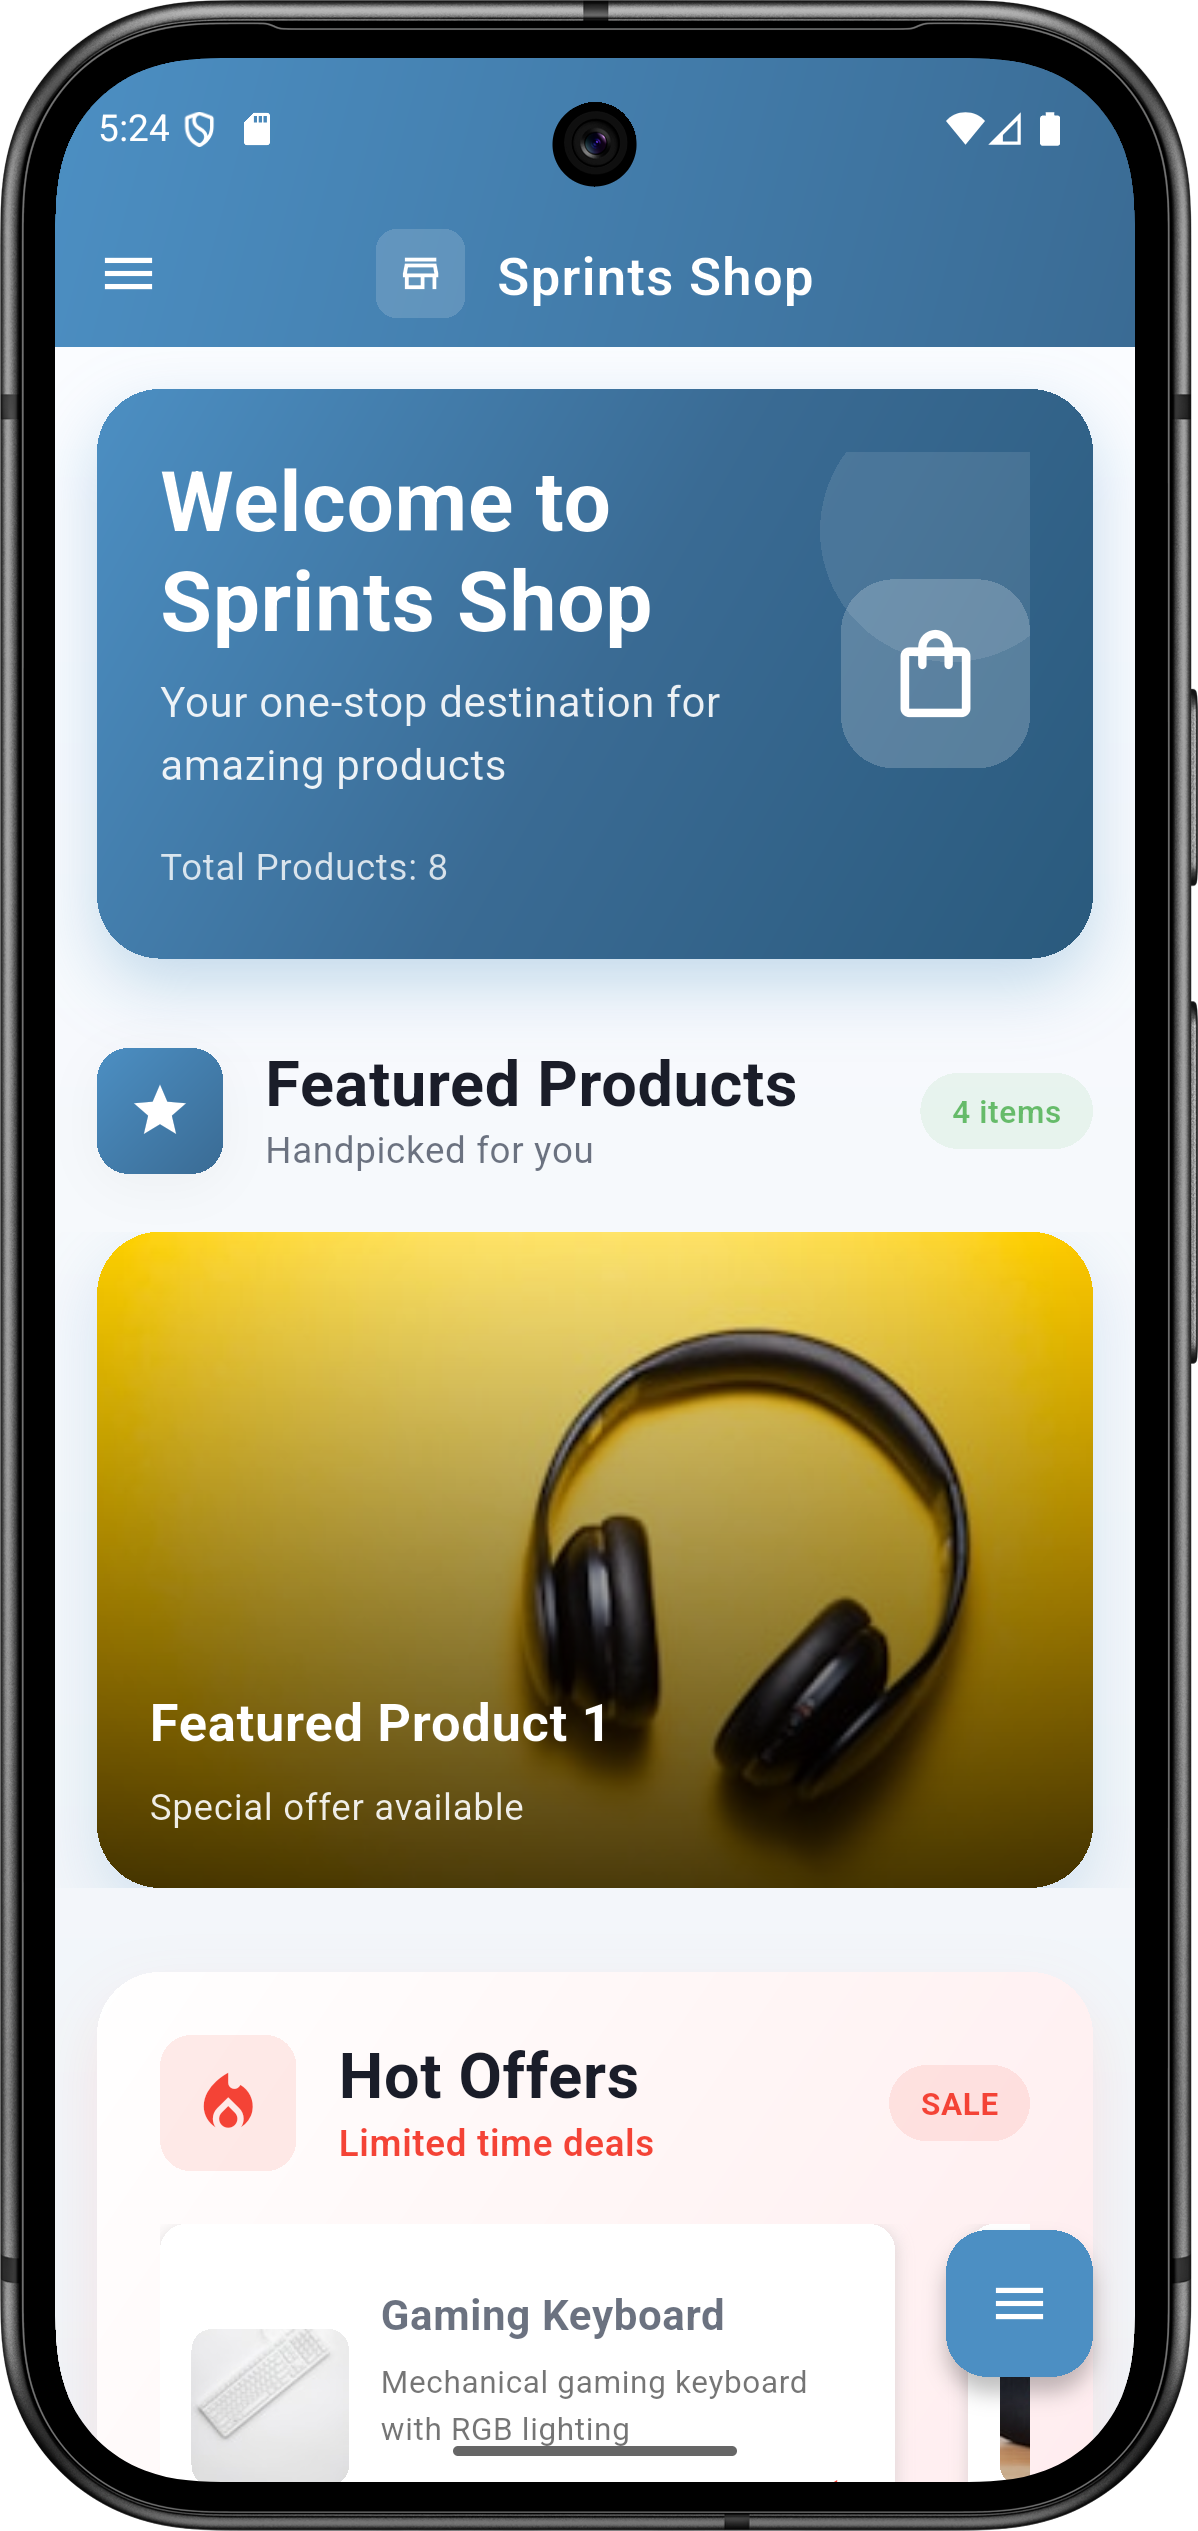 5:24
Sprints Shop
Welcome to
Sprints Shop
Your one-stop destination for
amazing products
Total Products: 8
Featured Products
Handpicked for you
4 items
Featured Product 1
Special offer available
Hot Offers
Limited time deals
SALE
Gaming Keyboard
Mechanical gaming keyboard
with RGB lighting